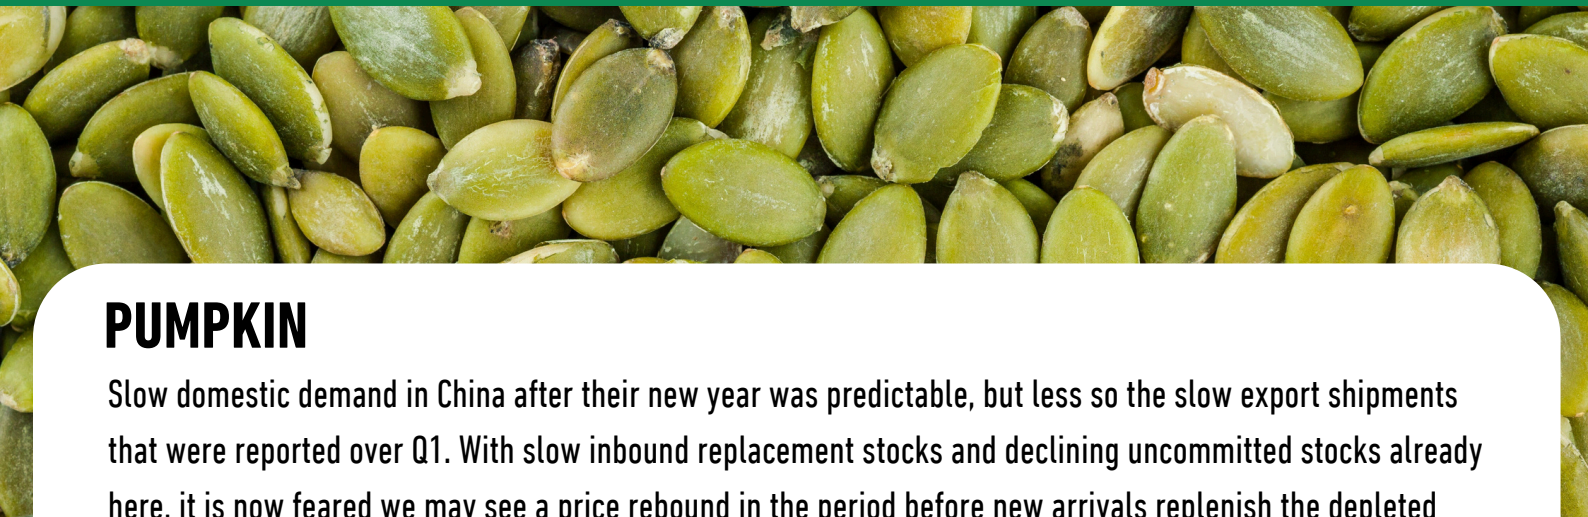 PUMPKIN
Slow domestic demand in China after their new year was predictable, but less so the slow export shipments
that were reported over Q1. With slow inbound replacement stocks and declining uncommitted stocks already
here, it is now feared we may see a price rebound in the period before new arrivals replenish the depleted